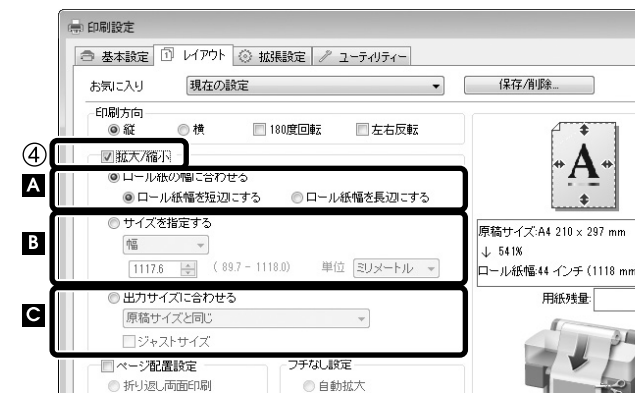 印刷設定
基本設定 レイアウト 拡張設定 ユーティリティー
お気に入り 現在の設定 保存/削除...
印刷方向
縦 横 180度回転 左右反転
④ 拡大/縮小
A ロール紙の幅に合わせる
ロール紙幅を短辺にする ロール紙幅を長辺にする
B サイズを指定する
幅
1117.6 ( 89.7 - 1118.0) 単位 ミリメートル
C 出力サイズに合わせる
原稿サイズと同じ
ジャストサイズ
ページ配置設定 フチなし設定
折り返し両面印刷 自動拡大
A
原稿サイズ:A4 210 x 297 mm
↓ 541%
ロール紙幅:44 インチ (1118 mm
用紙残量: